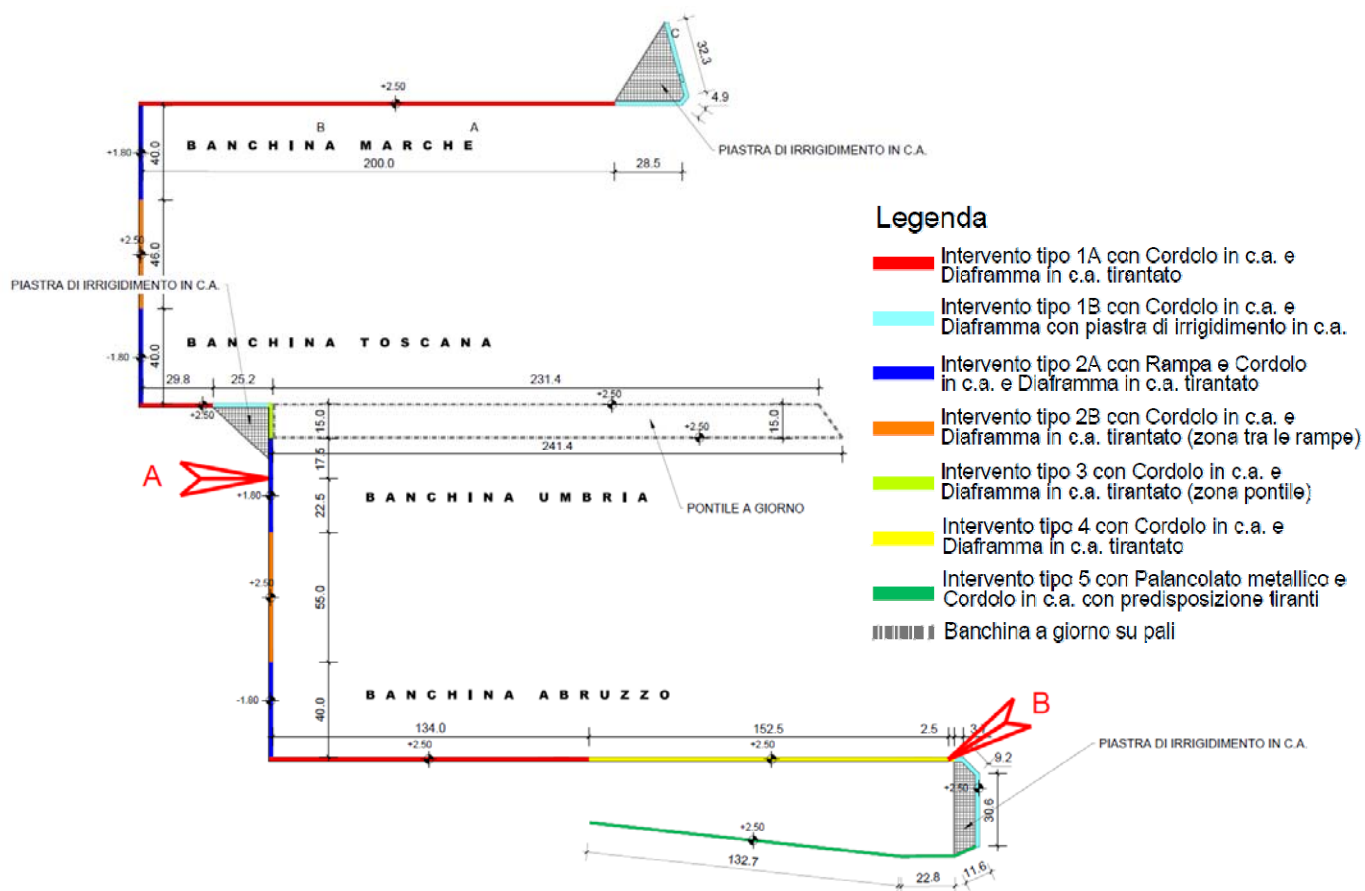 C
32.3
4.9
+2.50
B A
BANCHINA MARCHE
PIASTRA DI IRRIGIDIMENTO IN C.A.
200.0
28.5
+1.80
40.0
+2.50
46.0
PIASTRA DI IRRIGIDIMENTO IN C.A.
BANCHINA TOSCANA
-1.80
40.0
29.8
25.2
231.4
+2.50
+2.50
15.0
15.0
+2.50
241.4
17.5
A
+1.80
22.5
BANCHINA UMBRIA
PONTILE A GIORNO
+2.50
55.0
-1.80
40.0
BANCHINA ABRUZZO
134.0
152.5
2.5
B
+2.50
+2.50
PIASTRA DI IRRIGIDIMENTO IN C.A.
9.2
+2.50
30.6
+2.50
132.7
22.8
11.6
Legenda
Intervento tipo 1A con Cordolo in c.a. e
Diaframma in c.a. tirantato
Intervento tipo 1B con Cordolo in c.a. e
Diaframma con piastra di irrigidimento in c.a.
Intervento tipo 2A con Rampa e Cordolo
in c.a. e Diaframma in c.a. tirantato
Intervento tipo 2B con Cordolo in c.a. e
Diaframma in c.a. tirantato (zona tra le rampe)
Intervento tipo 3 con Cordolo in c.a. e
Diaframma in c.a. tirantato (zona pontile)
Intervento tipo 4 con Cordolo in c.a. e
Diaframma in c.a. tirantato
Intervento tipo 5 con Palancolato metallico e
Cordolo in c.a. con predisposizione tiranti
Banchina a giorno su pali